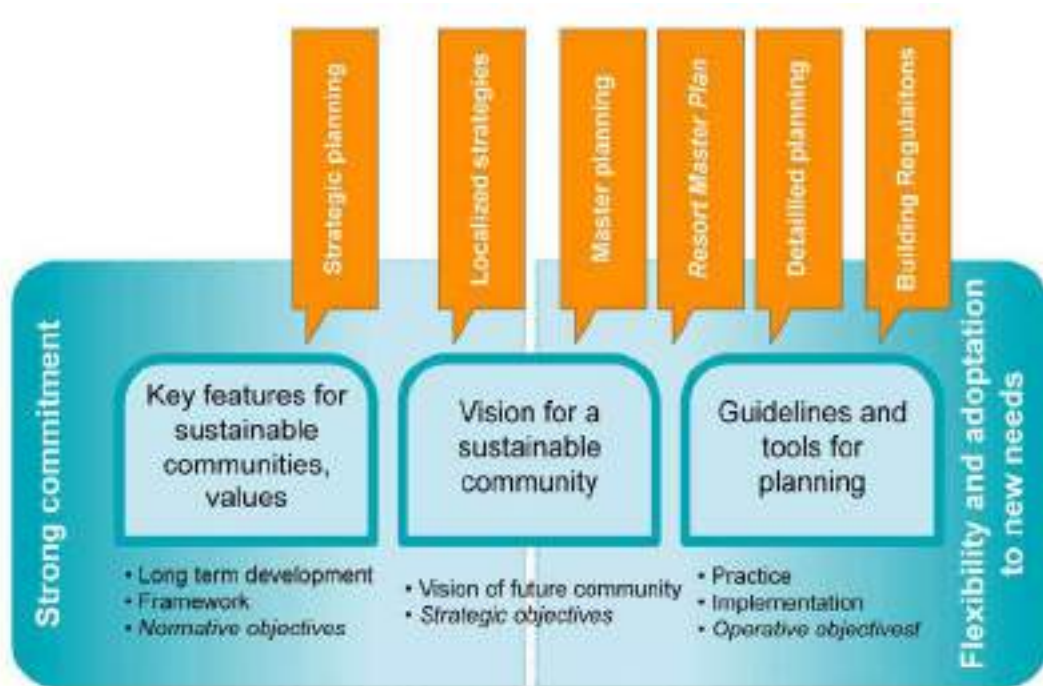 Strategic planning
Localized strategies
Master planning
Resort Master Plan
Detaillled planning
Building Regulaitons
Strong commitment
Key features for
sustainable
communities,
values
• Long term development
• Framework
• Normative objectives
Vision for a
sustainable
community
• Vision of future community
• Strategic objectives
Guidelines and
tools for
planning
• Practice
• Implementation
• Operative objectivest
Flexibility and adoptation
to new needs